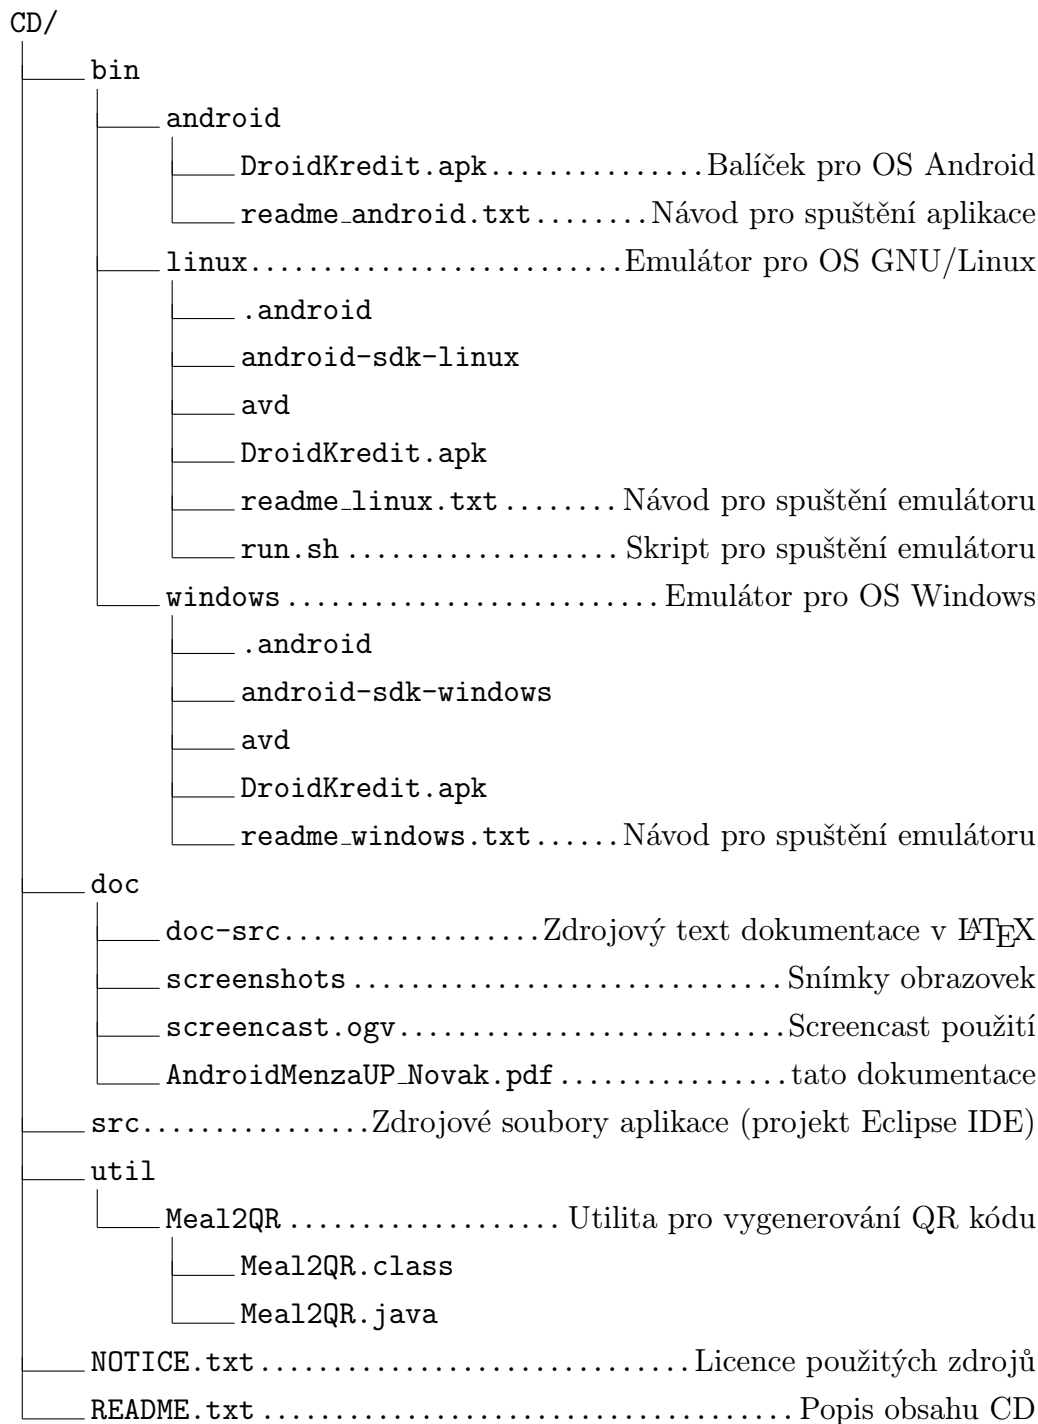 CD/
bin
android
DroidKredit.apk...............Balíček pro OS Android
readme_android.txt........Návod pro spuštění aplikace
linux..........................Emulátor pro OS GNU/Linux
.android
android-sdk-linux
avd
DroidKredit.apk
readme_linux.txt........Návod pro spuštění emulátoru
run.sh...................Skript pro spuštění emulátoru
windows..........................Emulátor pro OS Windows
.android
android-sdk-windows
avd
DroidKredit.apk
readme_windows.txt......Návod pro spuštění emulátoru
doc
doc-src..................Zdrojový text dokumentace v LATEX
screenshots..............................Snímky obrazovek
screencast.ogv...........................Screencast použití
AndroidMenzaUP_Novak.pdf................tato dokumentace
src................Zdrojové soubory aplikace (projekt Eclipse IDE)
util
Meal2QR...................Utilita pro vygenerování QR kódu
Meal2QR.class
Meal2QR.java
NOTICE.txt..............................Licence použitých zdrojů
README.txt.....................................Popis obsahu CD